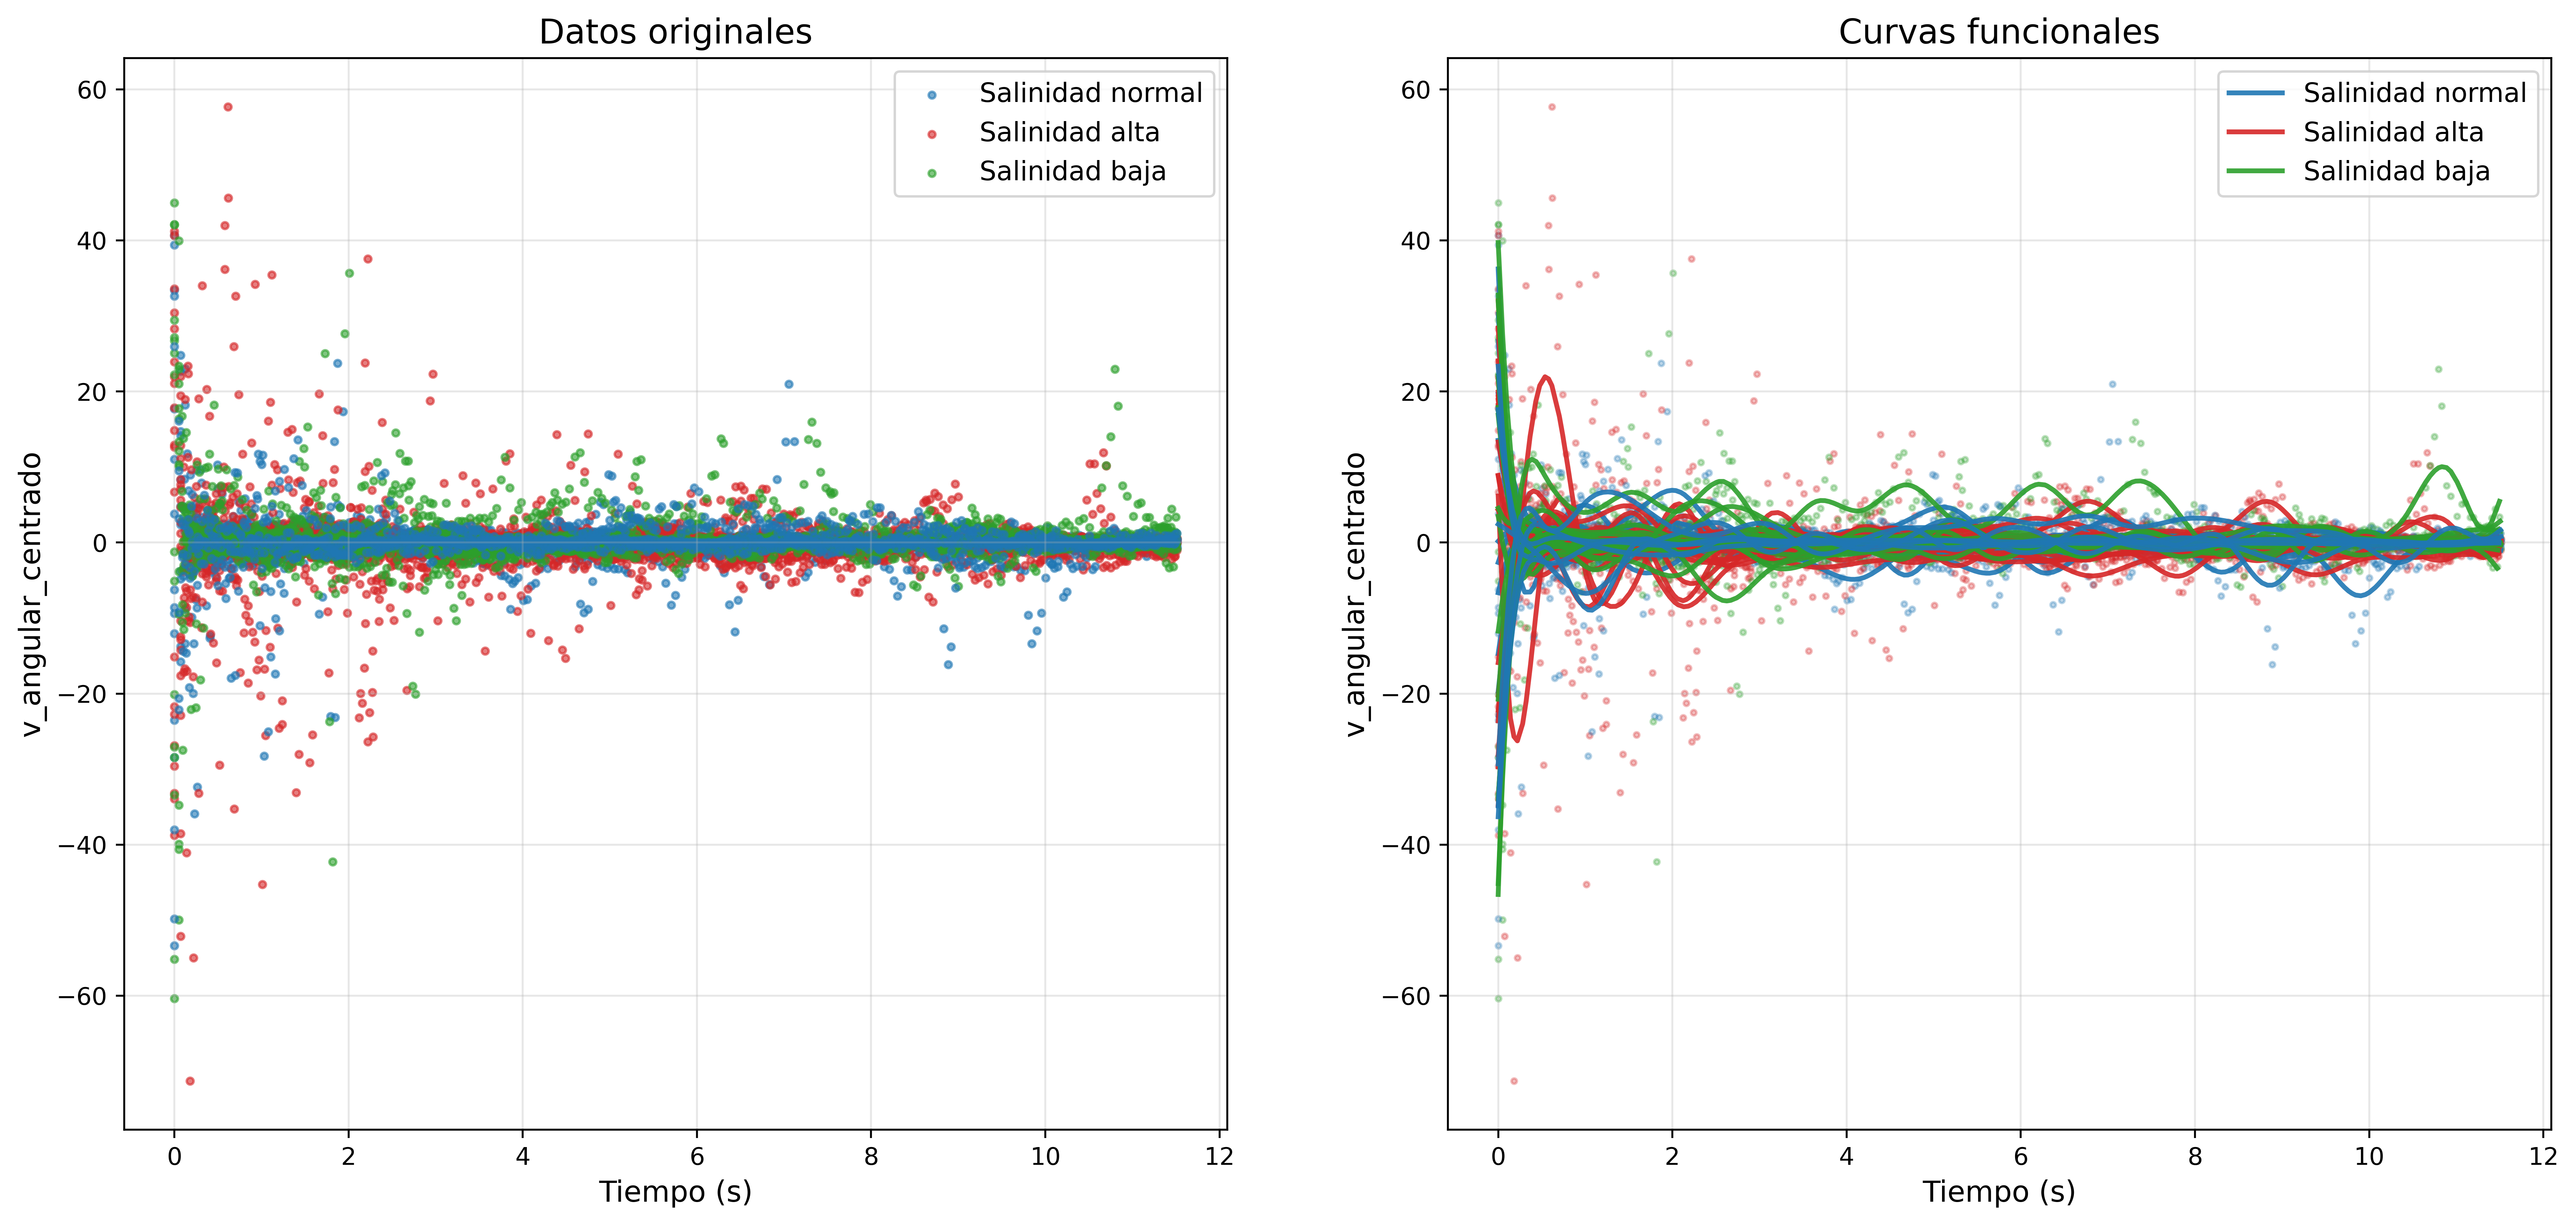 Datos originales
60
40
20
0
−20
−40
−60
v_angular_centrado
Salinidad normal
Salinidad alta
Salinidad baja
0 2 4 6 8 10 12
Tiempo (s)
Curvas funcionales
60
40
20
0
−20
−40
−60
v_angular_centrado
Salinidad normal
Salinidad alta
Salinidad baja
0 2 4 6 8 10 12
Tiempo (s)